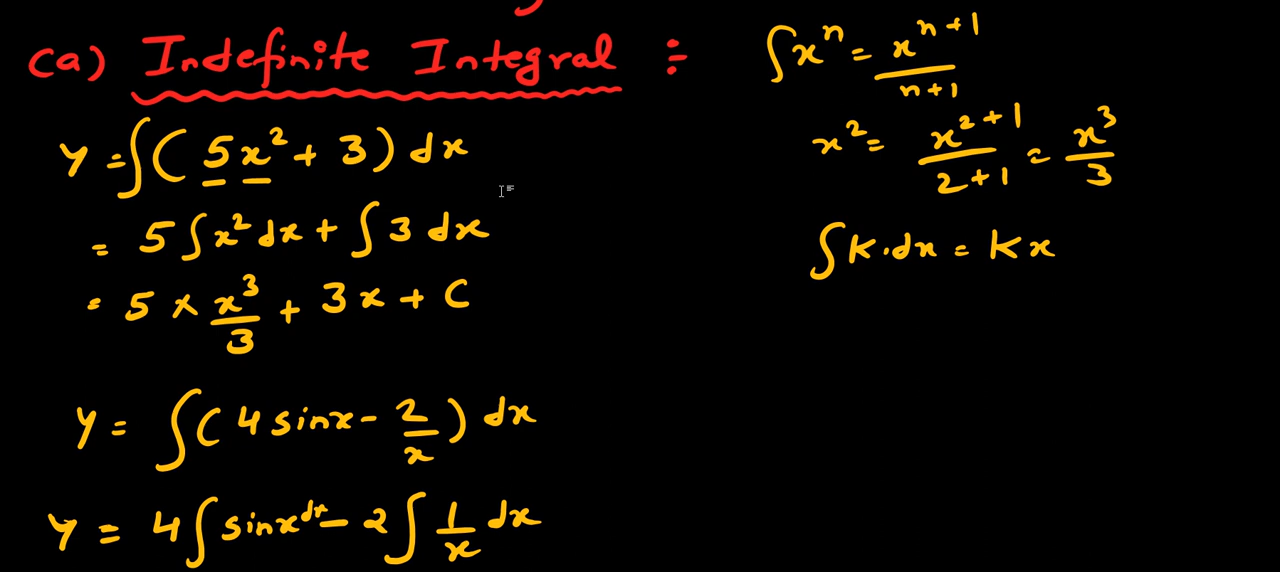 (a) Indefinite Integral ÷
y = ∫( 5x² + 3) dx
= 5 ∫ x² dx + ∫ 3 dx
= 5 × x³/3 + 3x + C
y = ∫( 4 sinx - 2/x ) dx
y = 4 ∫ sinx dx - 2 ∫ 1/x dx
∫xⁿ = xⁿ⁺¹/n+1
x² = x²⁺¹/2+1 = x³/3
∫ K·dx = Kx